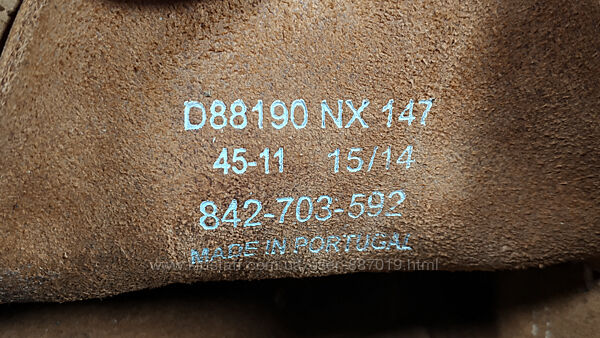 D88190 NX 147
45-11 15/14
842-703-592
MADE IN PORTUGAL